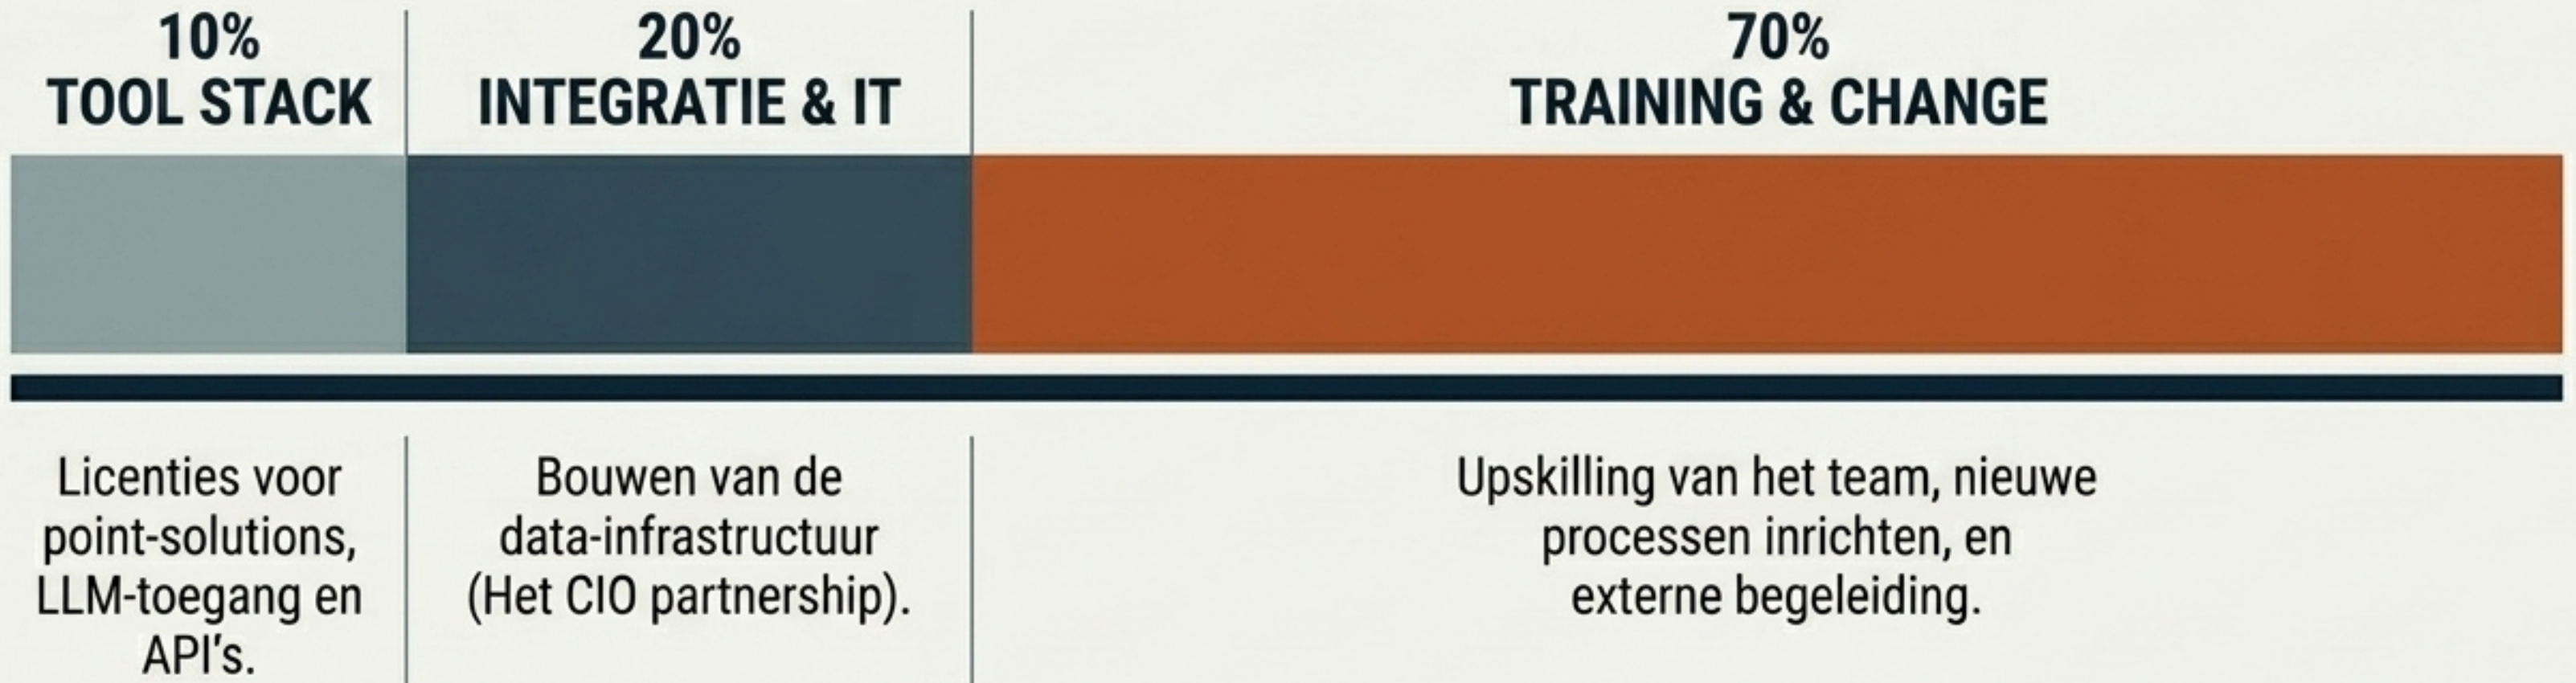 10%
TOOL STACK
20%
INTEGRATIE & IT
70%
TRAINING & CHANGE
Licenties voor
point-solutions,
LLM-toegang en
API's.
Bouwen van de
data-infrastructuur
(Het CIO partnership).
Upskilling van het team, nieuwe
processen inrichten, en
externe begeleiding.